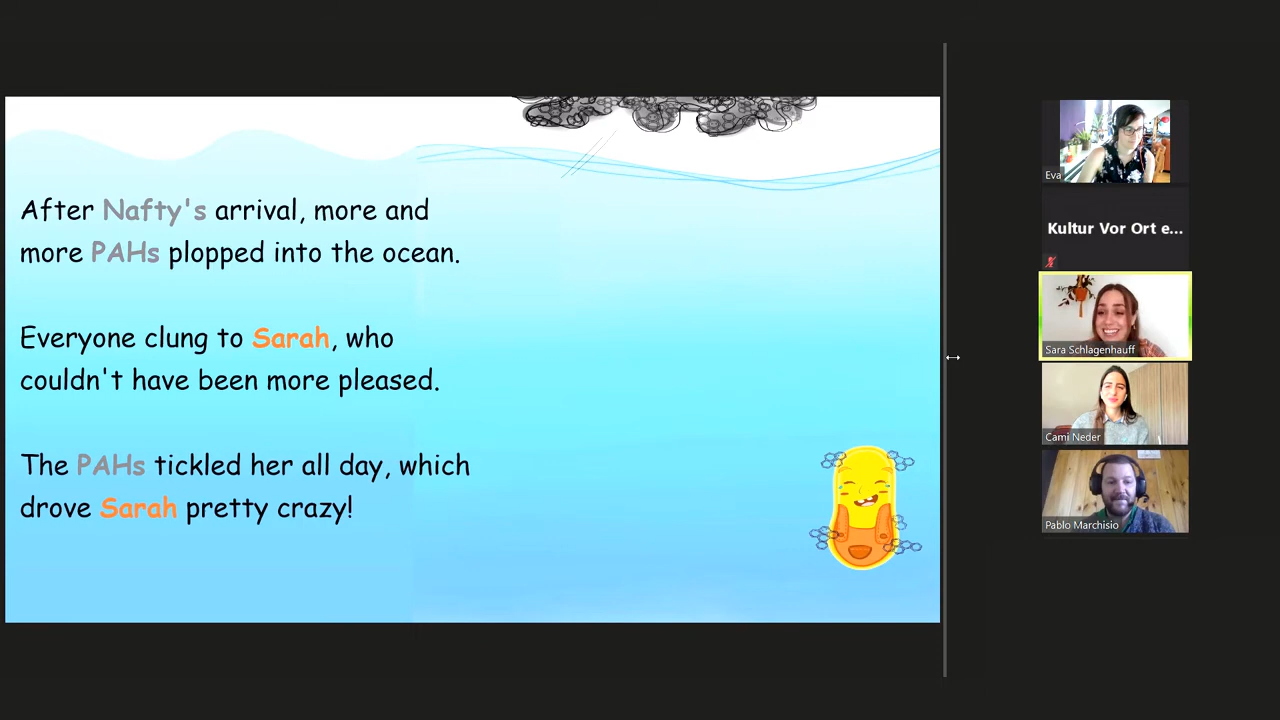 After Nafty's arrival, more and
more PAHs plopped into the ocean.
Everyone clung to Sarah, who
couldn't have been more pleased.
The PAHs tickled her all day, which
drove Sarah pretty crazy!
Eva
Kultur Vor Ort e...
Sara Schlagenhauff
Cami Neder
Pablo Marchisio